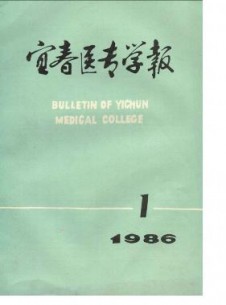 宜春医专学报
BULLETIN OF YICHUN
MEDICAL COLLEGE
1
1986